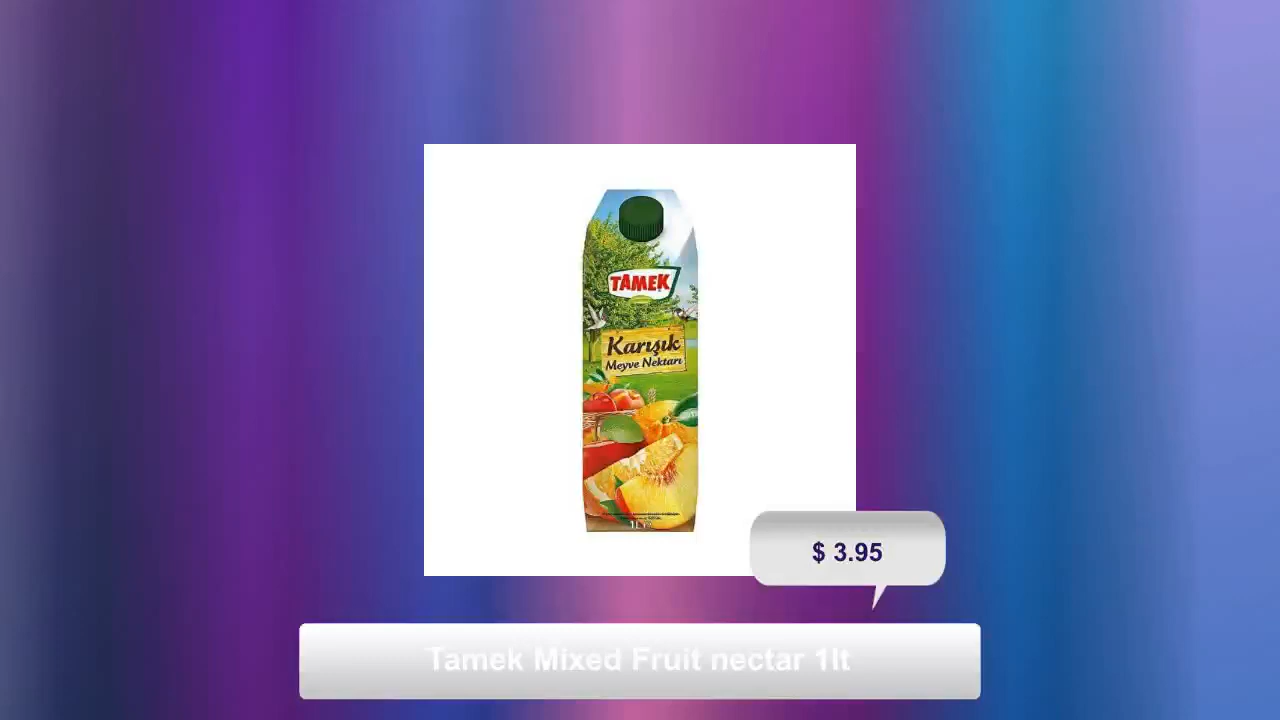 TAMEK
Karışık
Meyve Nektarı
$ 3.95
Tamek Mixed Fruit nectar 1lt